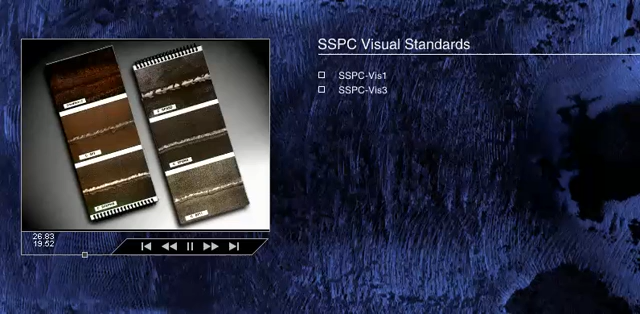 SSPC Visual Standards
SSPC-Vis1
SSPC-Vis3
26.83
19.52